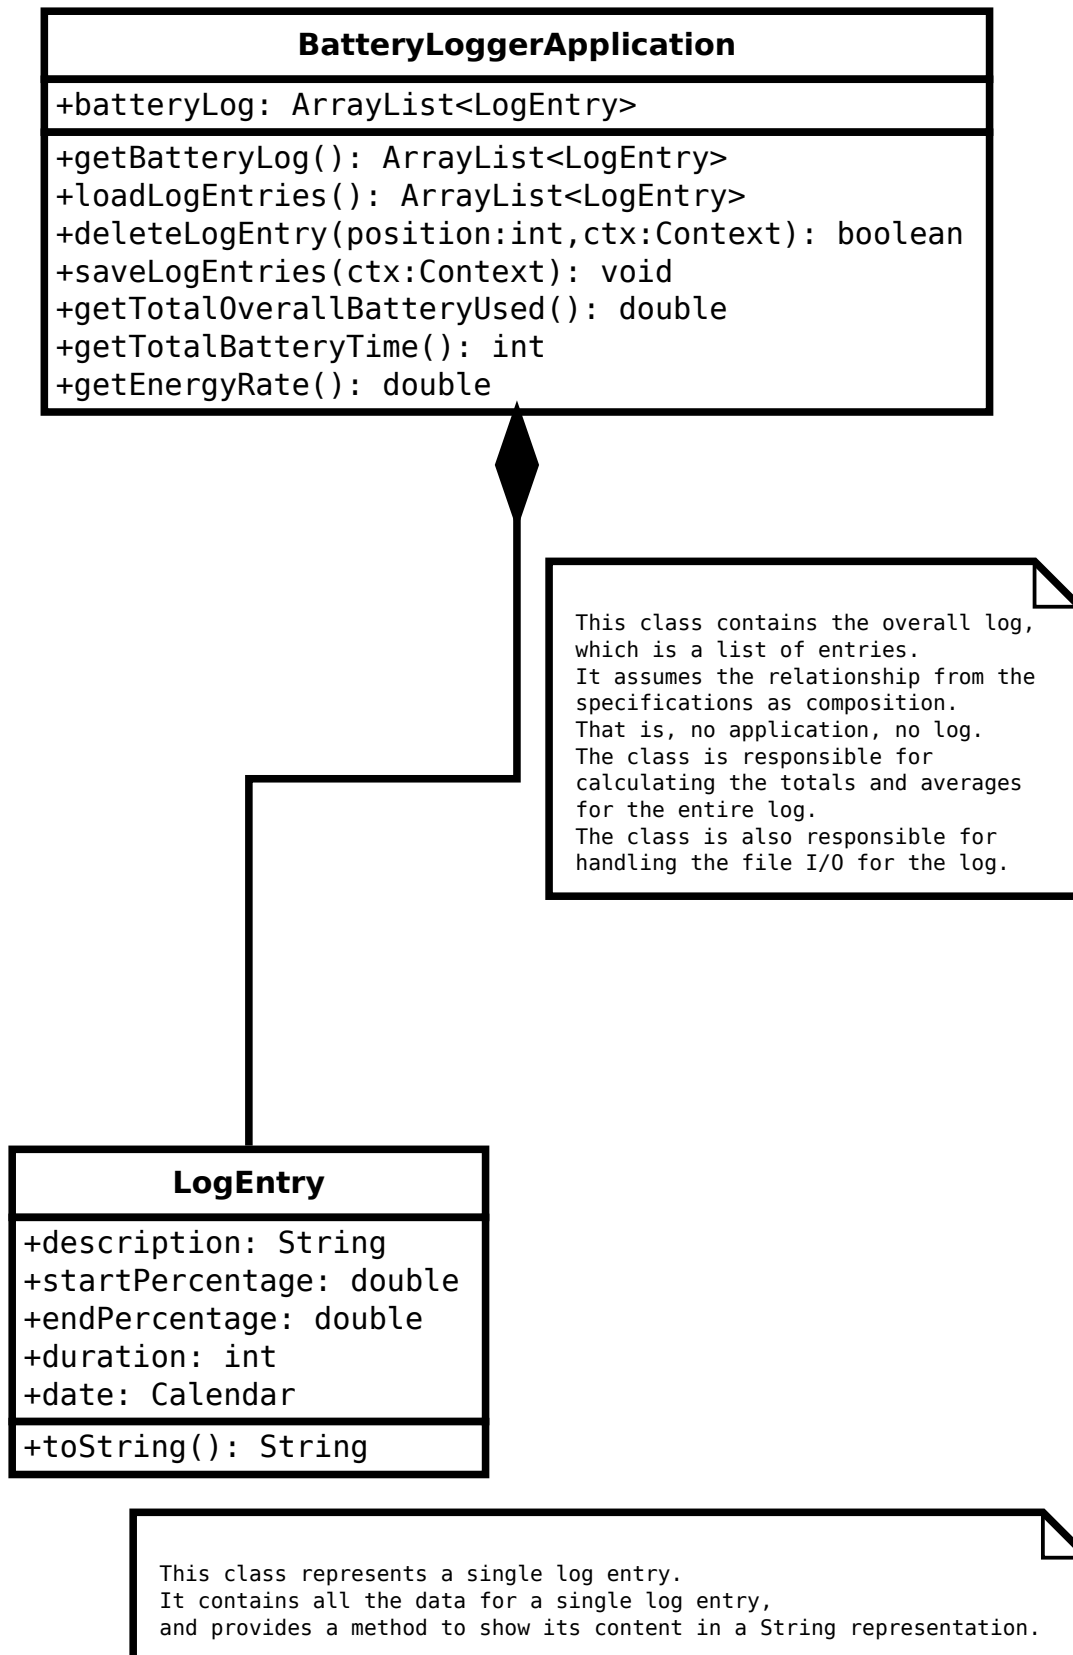 BatteryLoggerApplication
+batteryLog: ArrayList<LogEntry>
+getBatteryLog(): ArrayList<LogEntry>
+loadLogEntries(): ArrayList<LogEntry>
+deleteLogEntry(position:int,ctx:Context): boolean
+saveLogEntries(ctx:Context): void
+getTotalOverallBatteryUsed(): double
+getTotalBatteryTime(): int
+getEnergyRate(): double
This class contains the overall log,
which is a list of entries.
It assumes the relationship from the
specifications as composition.
That is, no application, no log.
The class is responsible for
calculating the totals and averages
for the entire log.
The class is also responsible for
handling the file I/O for the log.
LogEntry
+description: String
+startPercentage: double
+endPercentage: double
+duration: int
+date: Calendar
+toString(): String
This class represents a single log entry.
It contains all the data for a single log entry,
and provides a method to show its content in a String representation.